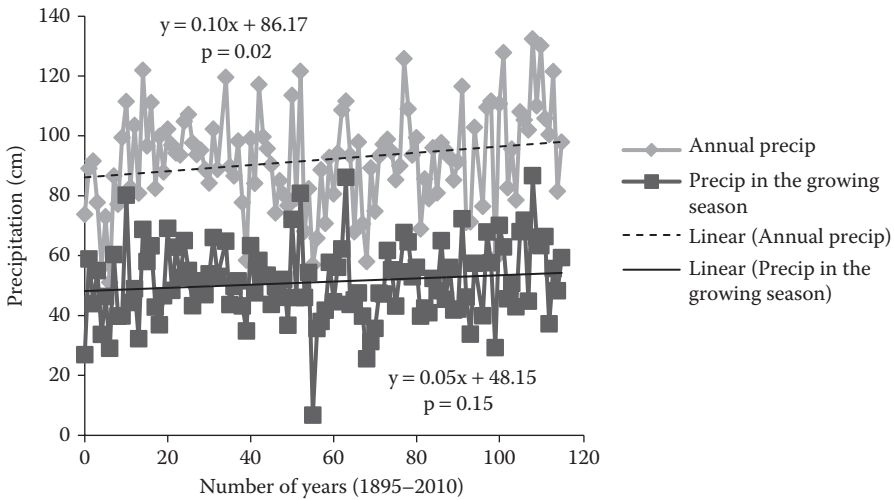 y = 0.10x + 86.17
p = 0.02
140
120
100
80
60
40
20
0
Precipitation (cm)
y = 0.05x + 48.15
p = 0.15
0
20
40
60
80
100
120
Number of years (1895–2010)
Annual precip
Precip in the growing
season
Linear (Annual precip)
Linear (Precip in the
growing season)